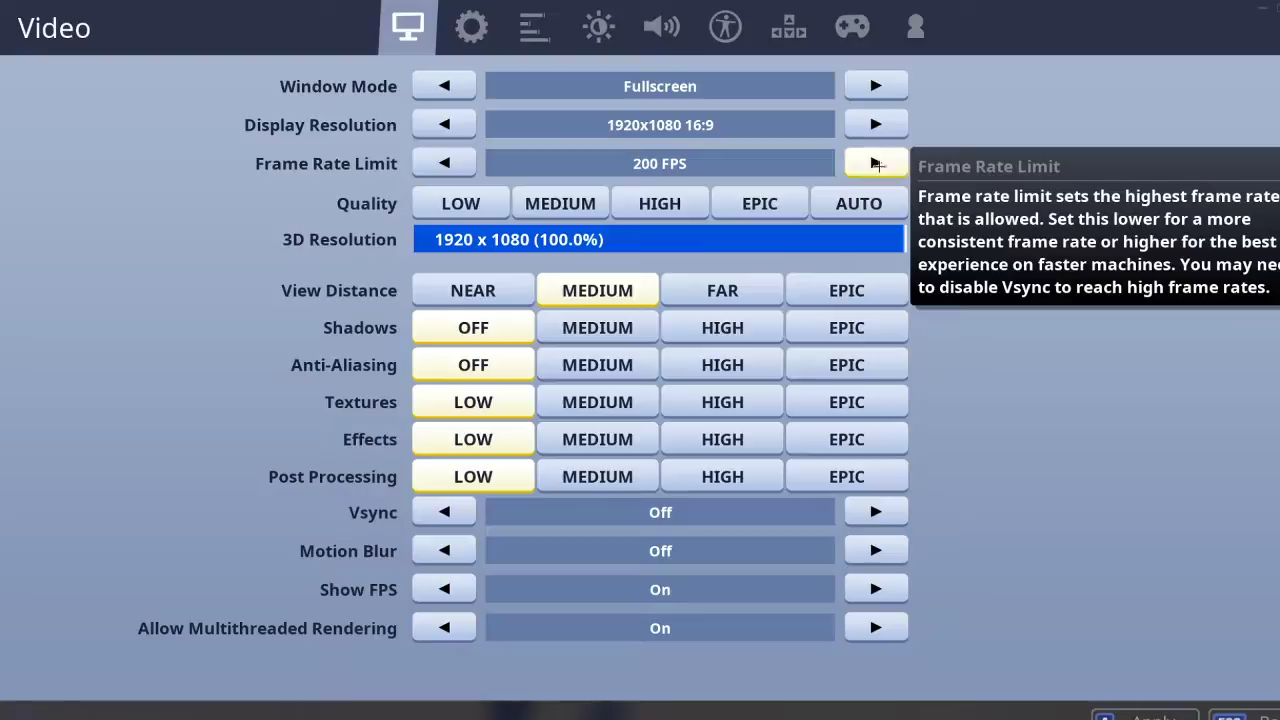 Video
Window Mode
Fullscreen
Display Resolution
1920x1080 16:9
Frame Rate Limit
200 FPS
Frame Rate Limit
Frame rate limit sets the highest frame rate
that is allowed. Set this lower for a more
consistent frame rate or higher for the best
experience on faster machines. You may
to disable Vsync to reach high frame rates.
Quality
LOW MEDIUM HIGH EPIC AUTO
3D Resolution
1920 x 1080 (100.0%)
View Distance
NEAR MEDIUM FAR EPIC
Shadows
OFF MEDIUM HIGH EPIC
Anti-Aliasing
OFF MEDIUM HIGH EPIC
Textures
LOW MEDIUM HIGH EPIC
Effects
LOW MEDIUM HIGH EPIC
Post Processing
LOW MEDIUM HIGH EPIC
Vsync
Off
Motion Blur
Off
Show FPS
On
Allow Multithreaded Rendering
On